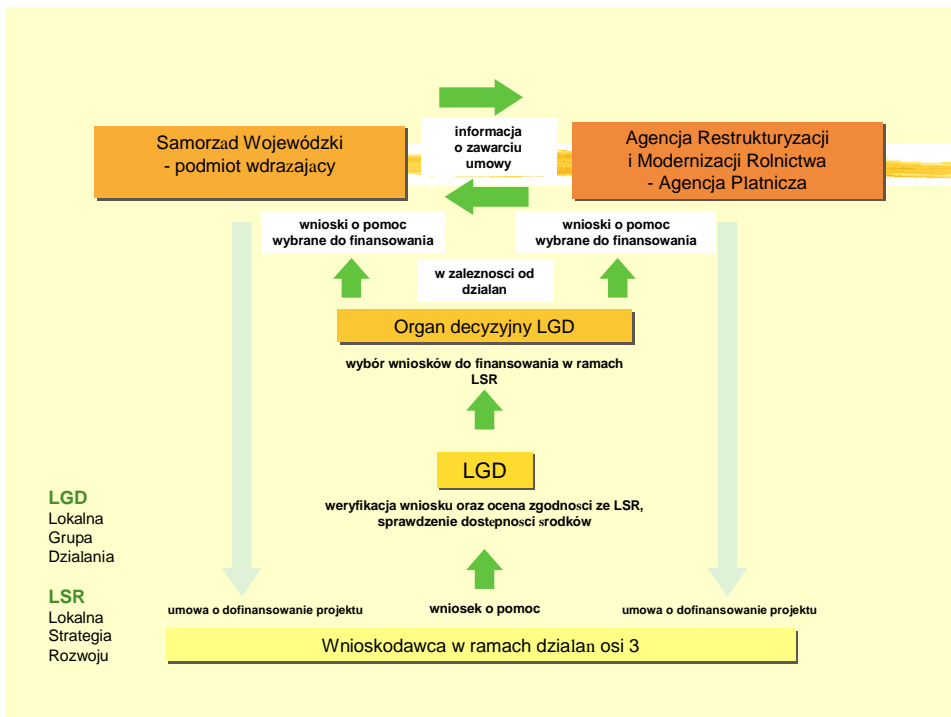 Samorzad Wojewódzki
- podmiot wdrazajacy
informacja
o zawarciu
umowy
Agencja Restrukturyzacji
i Modernizacji Rolnictwa
- Agencja Platnicza
wnioski o pomoc
wybrane do finansowania
wnioski o pomoc
wybrane do finansowania
w zaleznosci od
dzialan
Organ decyzyjny LGD
wybór wniosków do finansowania w ramach
LSR
LGD
weryfikacja wniosku oraz ocena zgodnosci ze LSR,
sprawdzenie dostepnosci srodków
LGD
Lokalna
Grupa
Dzialania
LSR
Lokalna
Strategia
Rozwoju
umowa o dofinansowanie projektu
wniosek o pomoc
umowa o dofinansowanie projektu
Wnioskodawca w ramach dzialan osi 3